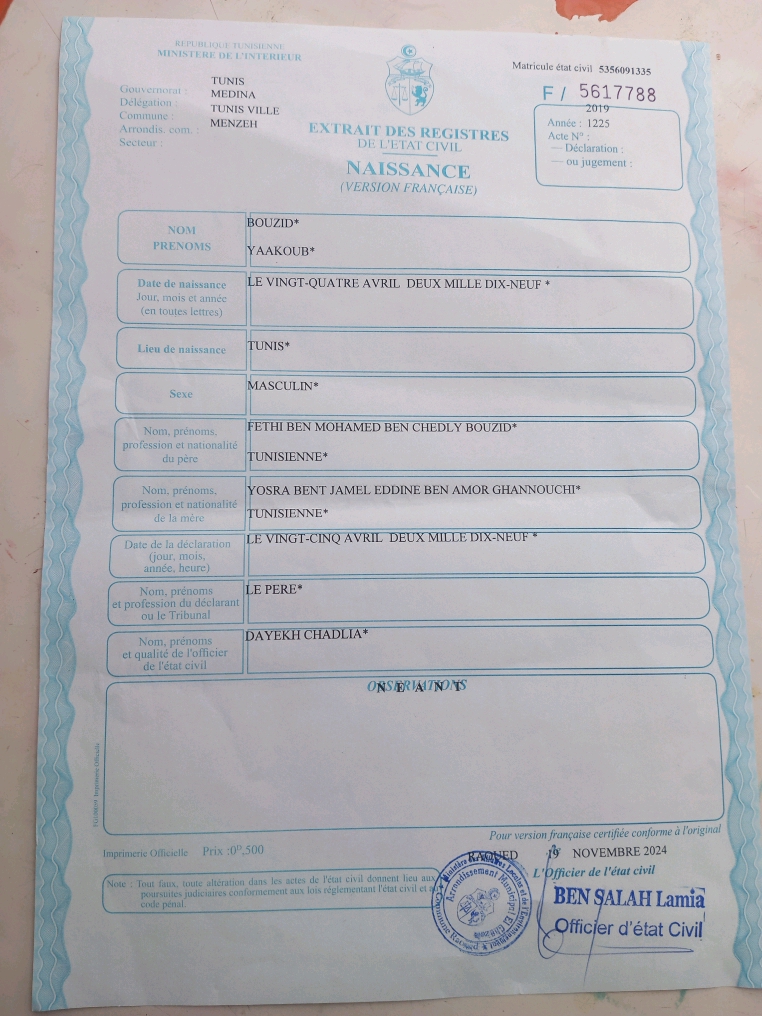 REPUBLIQUE TUNISIENNE
MINISTERE DE L'INTERIEUR
Matricule état civil 5356091335
F / 5617788
Gouvernorat : TUNIS
Délégation : MEDINA
Commune : TUNIS VILLE
Arrondis. com. : MENZEH
Secteur :
2019
Année : 1225
Acte N° :
— Déclaration :
— ou jugement :
EXTRAIT DES REGISTRES
DE L'ETAT CIVIL
NAISSANCE
(VERSION FRANÇAISE)
NOM
PRENOMS
BOUZID*
YAAKOUB*
Date de naissance
Jour, mois et année
(en toutes lettres)
LE VINGT-QUATRE AVRIL DEUX MILLE DIX-NEUF *
Lieu de naissance
TUNIS*
Sexe
MASCULIN*
Nom, prénoms,
profession et nationalité
du père
FETHI BEN MOHAMED BEN CHEDLY BOUZID*
TUNISIENNE*
Nom, prénoms,
profession et nationalité
de la mère
YOSRA BENT JAMEL EDDINE BEN AMOR GHANNOUCHI*
TUNISIENNE*
Date de la déclaration
(jour, mois,
année, heure)
LE VINGT-CINQ AVRIL DEUX MILLE DIX-NEUF *
Nom, prénoms
et profession du déclarant
ou le Tribunal
LE PERE*
Nom, prénoms
et qualité de l'officier
de l'état civil
DAYEKH CHADLIA*
OBSERVATIONS
NEANT
Imprimerie Officielle
Pour version française certifiée conforme à l'original
Imprimerie Officielle Prix :0ᴰ,500
RAOUED 19 NOVEMBRE 2024
L'Officier de l'état civil
Note : Tout faux, toute altération dans les actes de l'état civil donnent lieu aux
poursuites judiciaires conformement aux lois réglementant l'état civil et
code pénal.
BEN SALAH Lamia
Officier d'état Civil